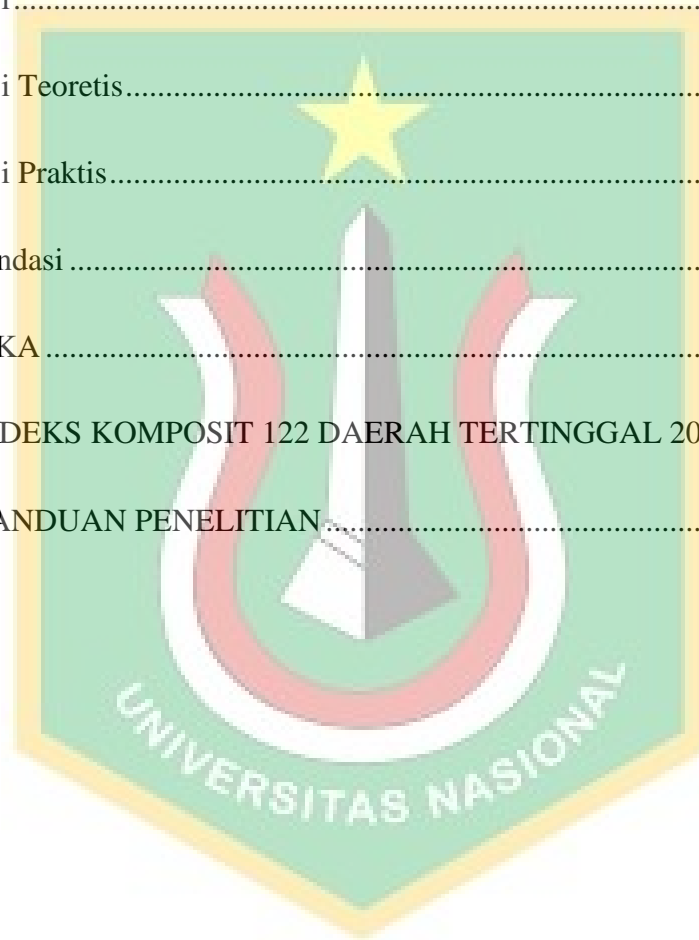 i....................................................................................
i Teoretis.......................................................................
i Praktis.........................................................................
ndasi ..............................................................................
KA ..................................................................................
DEKS KOMPOSIT 122 DAERAH TERTINGGAL 20
ANDUAN PENELITIAN...............................................
UNIVERSITAS NASIONAL